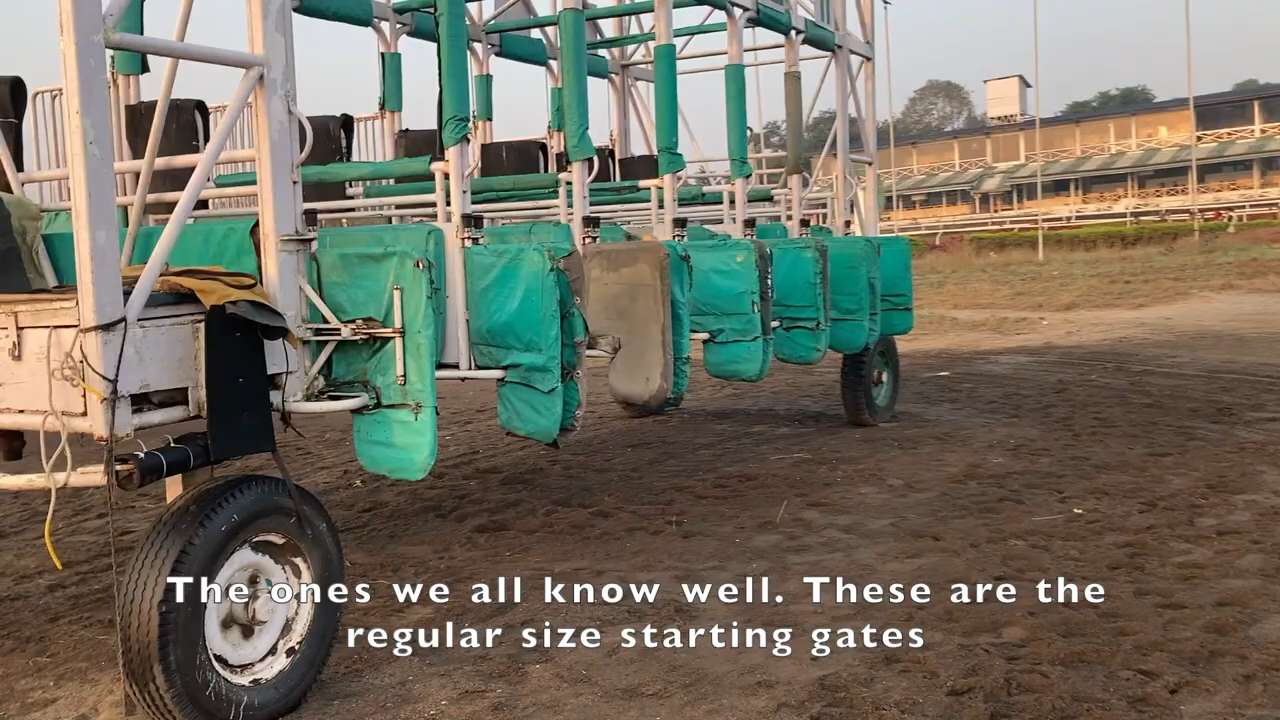 The ones we all know well. These are the
regular size starting gates